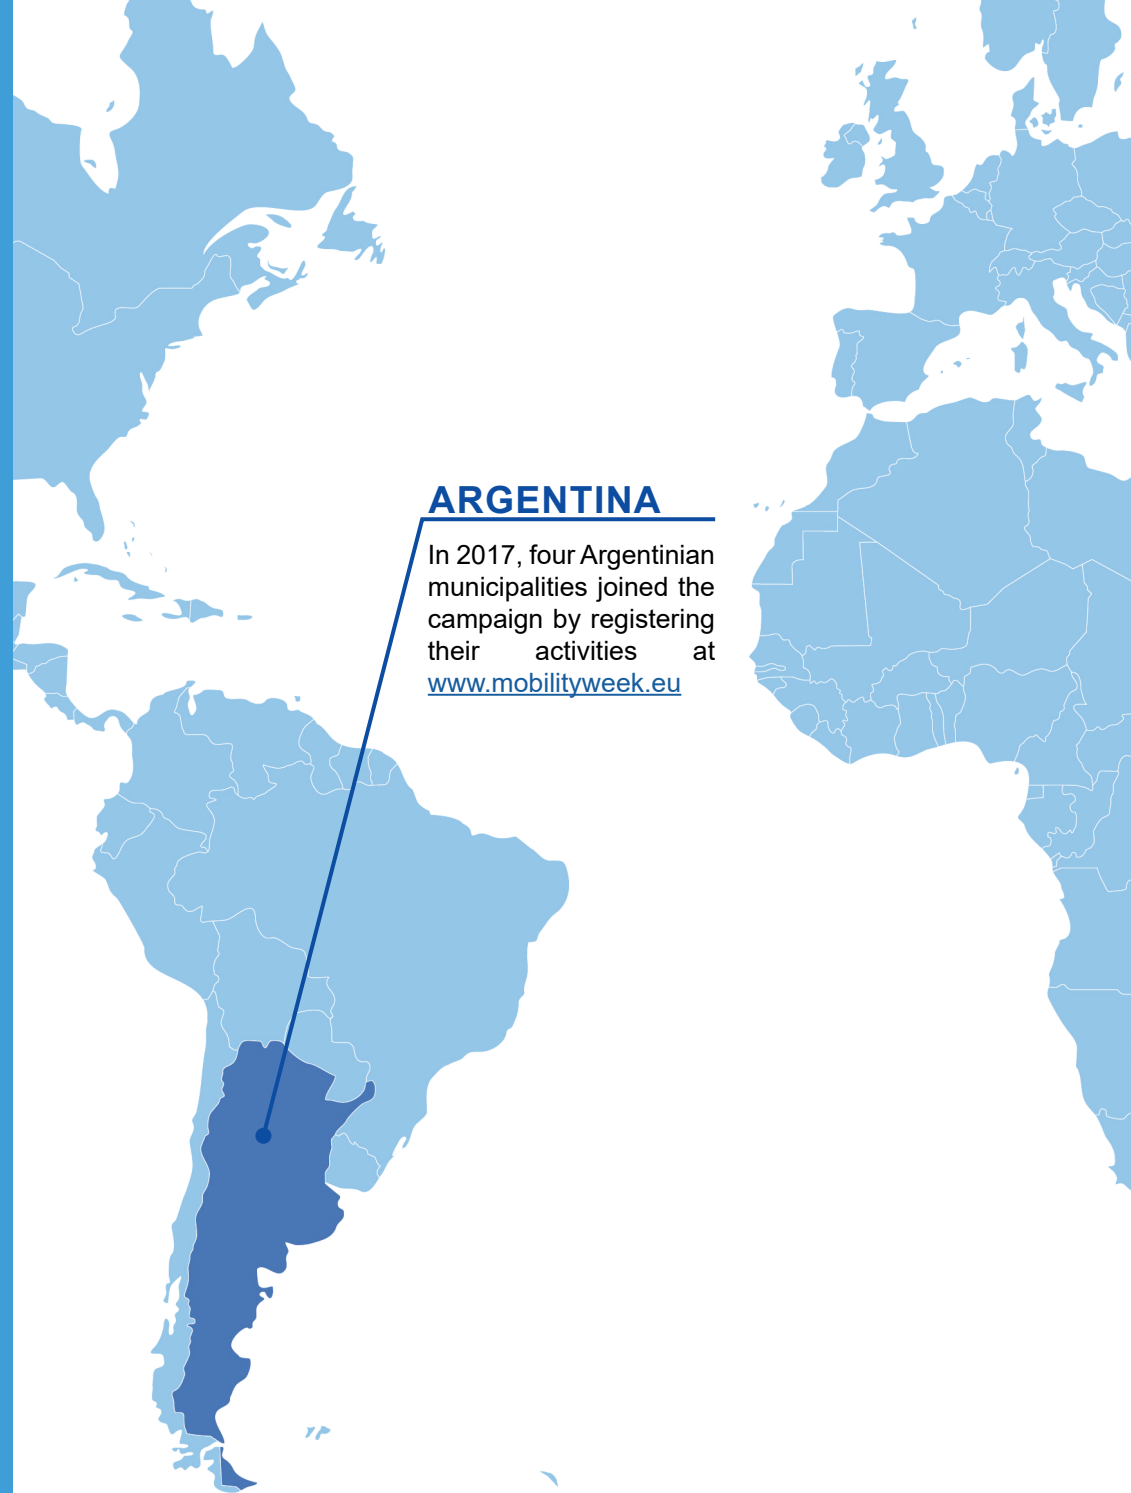 ARGENTINA
In 2017, four Argentinian
municipalities joined the
campaign by registering
their activities at
www.mobilityweek.eu